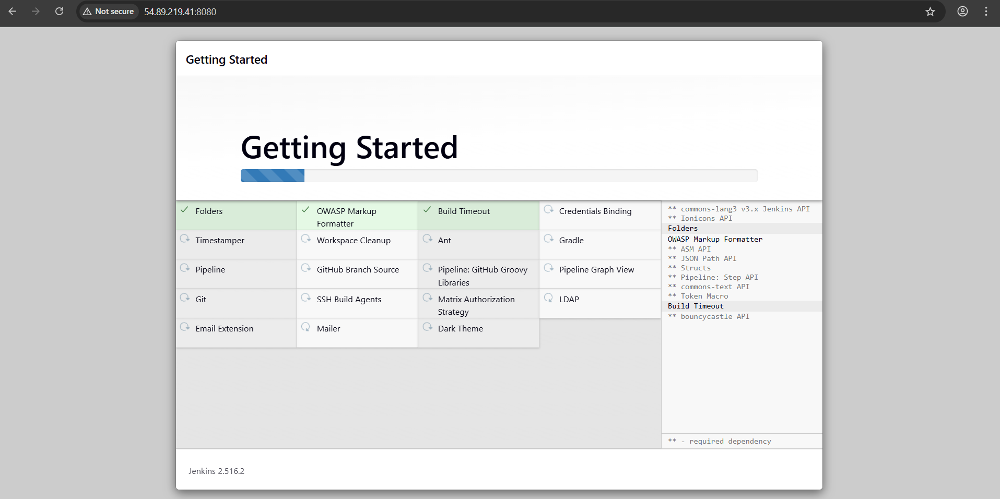 Not secure 54.89.219.41:8080
Getting Started
Getting Started
Folders
OWASP Markup
Formatter
Build Timeout
Credentials Binding
Timestamper
Workspace Cleanup
Ant
Gradle
Pipeline
GitHub Branch Source
Pipeline: GitHub Groovy
Libraries
Pipeline Graph View
Git
SSH Build Agents
Matrix Authorization
Strategy
LDAP
Email Extension
Mailer
Dark Theme
** commons-lang3 v3.x Jenkins API
** Ionicons API
Folders
OWASP Markup Formatter
** ASM API
** JSON Path API
** Structs
** Pipeline: Step API
** commons-text API
** Token Macro
Build Timeout
** bouncycastle API
** - required dependency
Jenkins 2.516.2